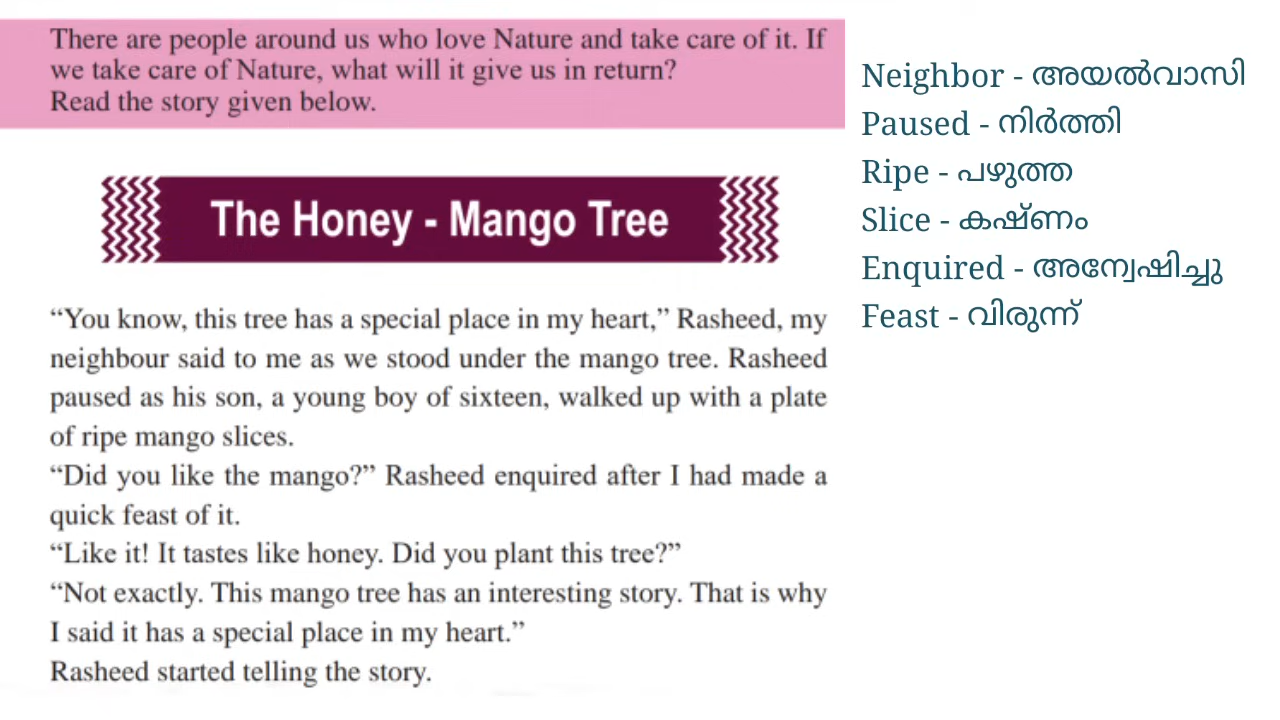 There are people around us who love Nature and take care of it. If
we take care of Nature, what will it give us in return?
Read the story given below.
The Honey - Mango Tree
“You know, this tree has a special place in my heart,” Rasheed, my
neighbour said to me as we stood under the mango tree. Rasheed
paused as his son, a young boy of sixteen, walked up with a plate
of ripe mango slices.
“Did you like the mango?” Rasheed enquired after I had made a
quick feast of it.
“Like it! It tastes like honey. Did you plant this tree?”
“Not exactly. This mango tree has an interesting story. That is why
I said it has a special place in my heart.”
Rasheed started telling the story.
Neighbor - അയൽവാസി
Paused - നിർത്തി
Ripe - പഴുത്ത
Slice - കഷ്ണം
Enquired - അന്വേഷിച്ചു
Feast - വിരുന്ന്